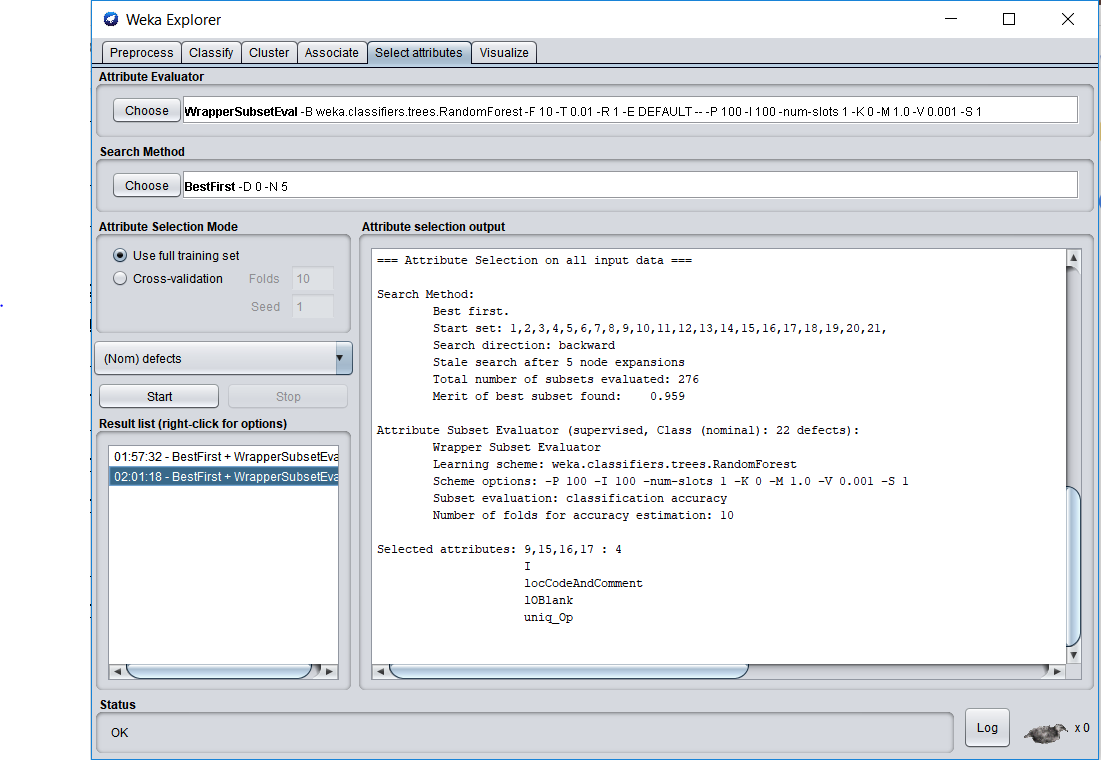 Weka Explorer
Preprocess Classify Cluster Associate Select attributes Visualize
Attribute Evaluator
Choose WrapperSubsetEval -B weka.classifiers.trees.RandomForest -F 10 -T 0.01 -R 1 -E DEFAULT -- -P 100 -I 100 -num-slots 1 -K 0 -M 1.0 -V 0.001 -S 1
Search Method
Choose BestFirst -D 0 -N 5
Attribute Selection Mode
Use full training set
Cross-validation Folds 10
Seed 1
(Nom) defects
Start Stop
Result list (right-click for options)
01:57:32 - BestFirst + WrapperSubsetEva
02:01:18 - BestFirst + WrapperSubsetEva
Attribute selection output
=== Attribute Selection on all input data ===
Search Method:
Best first.
Start set: 1,2,3,4,5,6,7,8,9,10,11,12,13,14,15,16,17,18,19,20,21,
Search direction: backward
Stale search after 5 node expansions
Total number of subsets evaluated: 276
Merit of best subset found: 0.959
Attribute Subset Evaluator (supervised, Class (nominal): 22 defects):
Wrapper Subset Evaluator
Learning scheme: weka.classifiers.trees.RandomForest
Scheme options: -P 100 -I 100 -num-slots 1 -K 0 -M 1.0 -V 0.001 -S 1
Subset evaluation: classification accuracy
Number of folds for accuracy estimation: 10
Selected attributes: 9,15,16,17 : 4
I
locCodeAndComment
lOBlank
uniq_Op
Status
OK
Log x 0